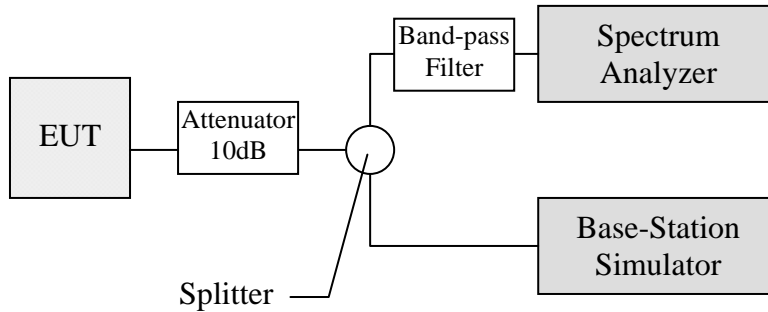 EUT
Attenuator
10dB
Band-pass
Filter
Spectrum
Analyzer
Base-Station
Simulator
Splitter